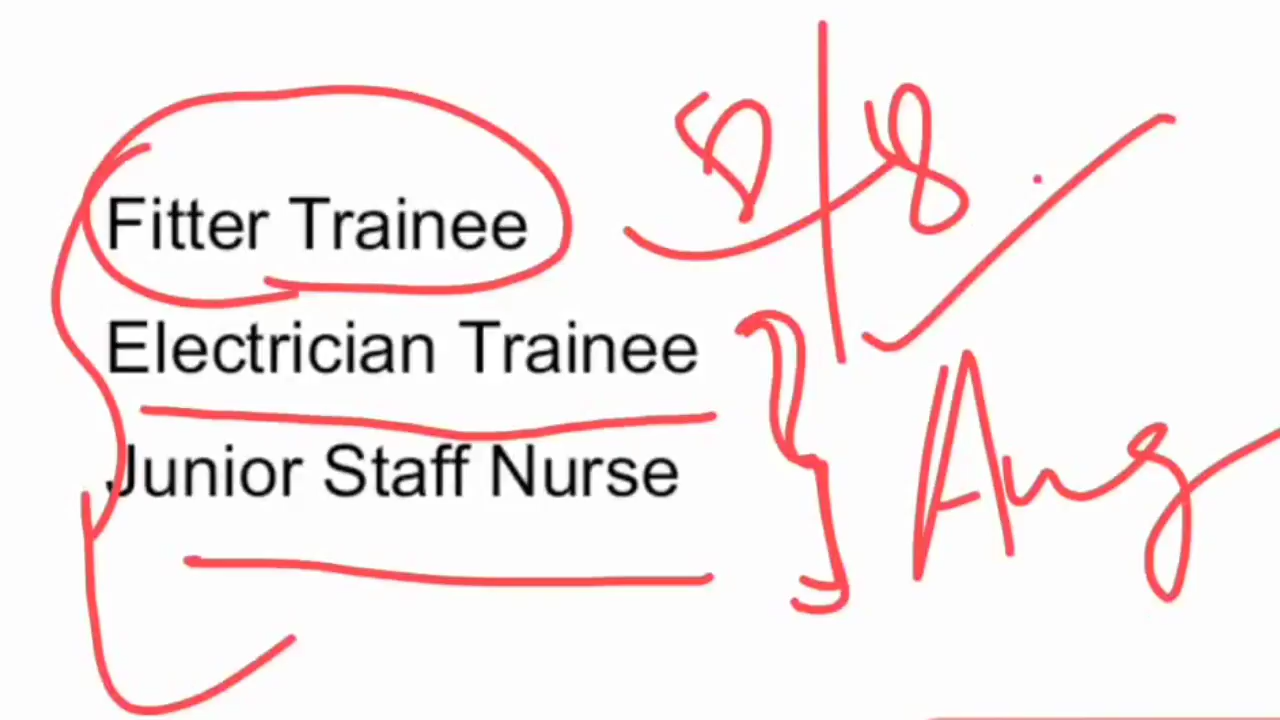 Fitter Trainee
Electrician Trainee
Junior Staff Nurse
Aug